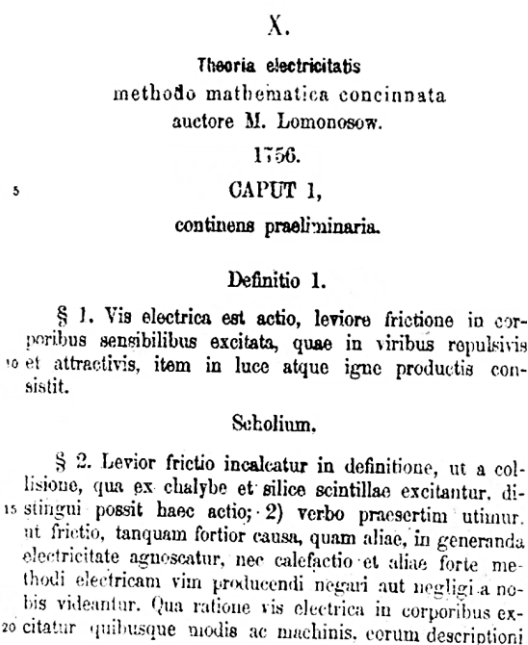 X.
Theoria electricitatis
methodo mathematica concinnata
auctore M. Lomonosow.
1756.
5 CAPUT 1,
continens praeliminaria.
Definitio 1.
§ 1. Vis electrica est actio, leviore frictione in cor-
poribus sensibilibus excitata, quae in viribus repulsivis
10 et attractivis, item in luce atque igne productis con-
sistit.
Scholium.
§ 2. Levior frictio incalcatur in definitione, ut a col-
lisione, qua ex chalybe et silice scintillae excitantur, di-
15 stingui possit haec actio; 2) verbo praesertim utimur,
ut frictio, tanquam fortior causa, quam aliae, in generanda
electricitate agnoscatur, nec calefactio et aliae forte me-
thodi electricam vim producendi negari aut negligi a no-
bis videantur. Qua ratione vis electrica in corporibus ex-
20 citatur quibusque modis ac machinis, eorum descriptioni